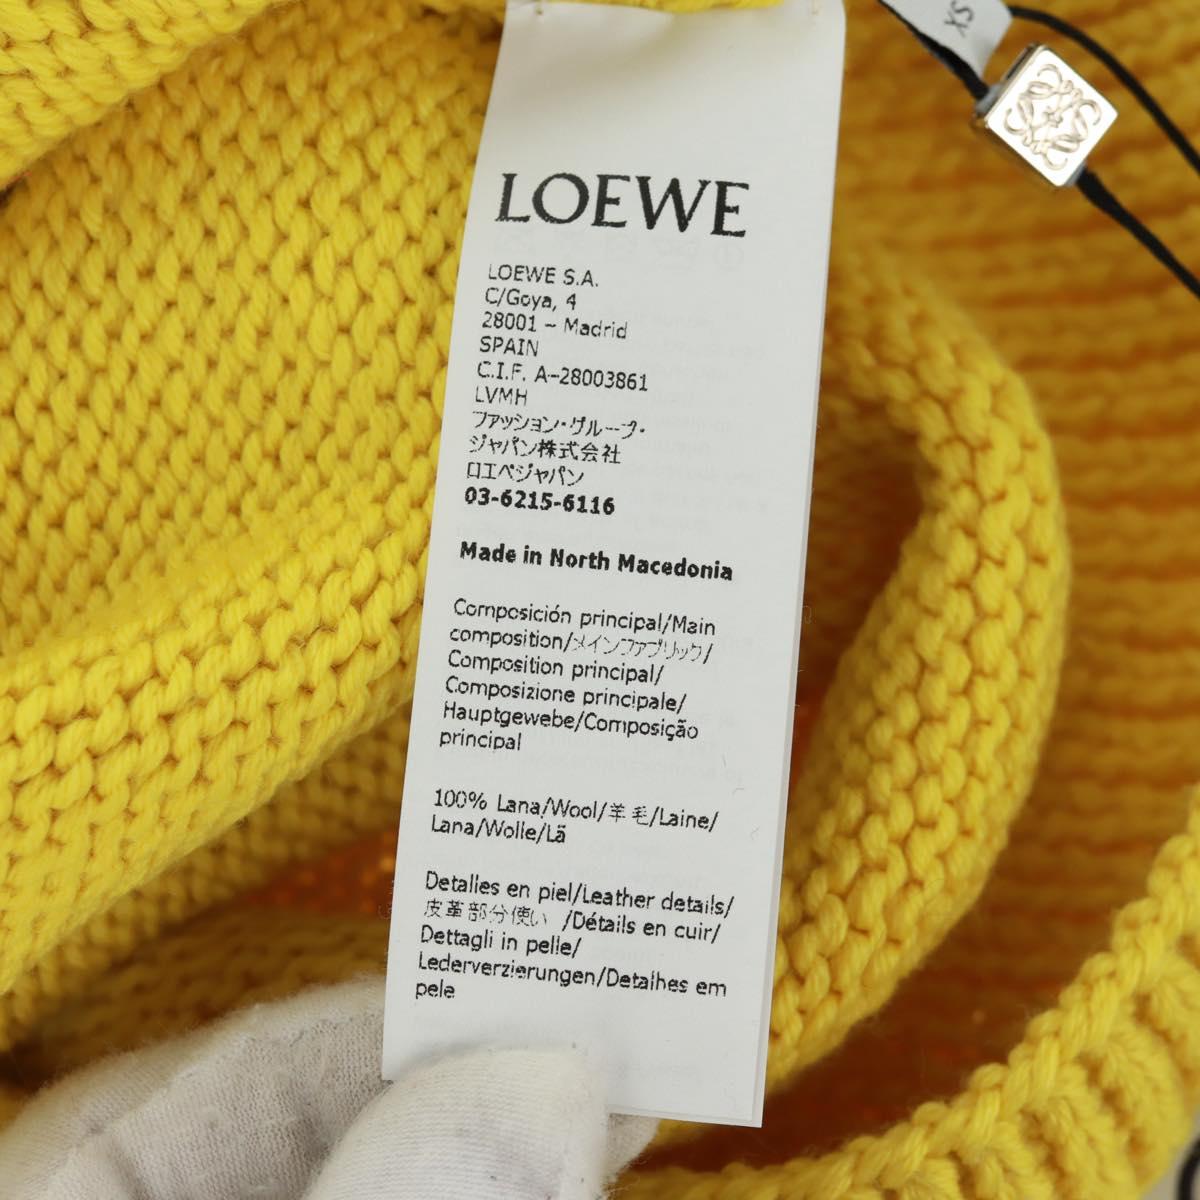 XS
LOEWE
LOEWE S.A.
C/Goya, 4
28001 – Madrid
SPAIN
C.I.F. A-28003861
LVMH
ファッション・グループ・
ジャパン株式会社
ロエベジャパン
03-6215-6116
Made in North Macedonia
Composición principal/Main
composition/メインファブリック/
Composition principal/
Composizione principale/
Hauptgewebe/Composição
principal
100% Lana/Wool/羊毛/Laine/
Lana/Wolle/Lã
Detalles en piel/Leather details/
皮革部分使い /Détails en cuir/
Dettagli in pelle/
Lederverzierungen/Detalhes em
pele